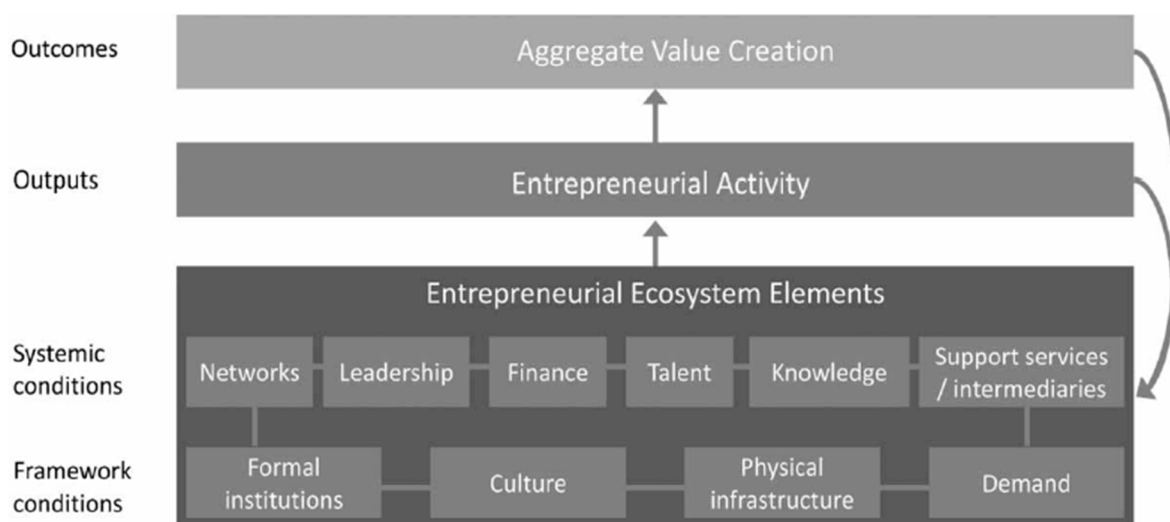 Outcomes
Aggregate Value Creation
Outputs
Entrepreneurial Activity
Entrepreneurial Ecosystem Elements
Systemic
conditions
Networks
Leadership
Finance
Talent
Knowledge
Support services
/ intermediaries
Framework
conditions
Formal
institutions
Culture
Physical
infrastructure
Demand